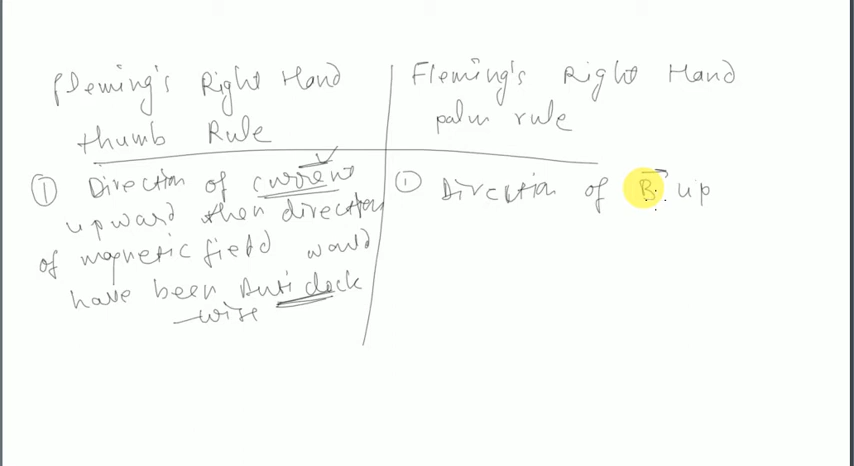 Fleming's Right Hand
thumb Rule
① Direction of current
upward then direction
of magnetic field would
have been Anti clock
-wise
Fleming's Right Hand
palm rule
① Direction of B up